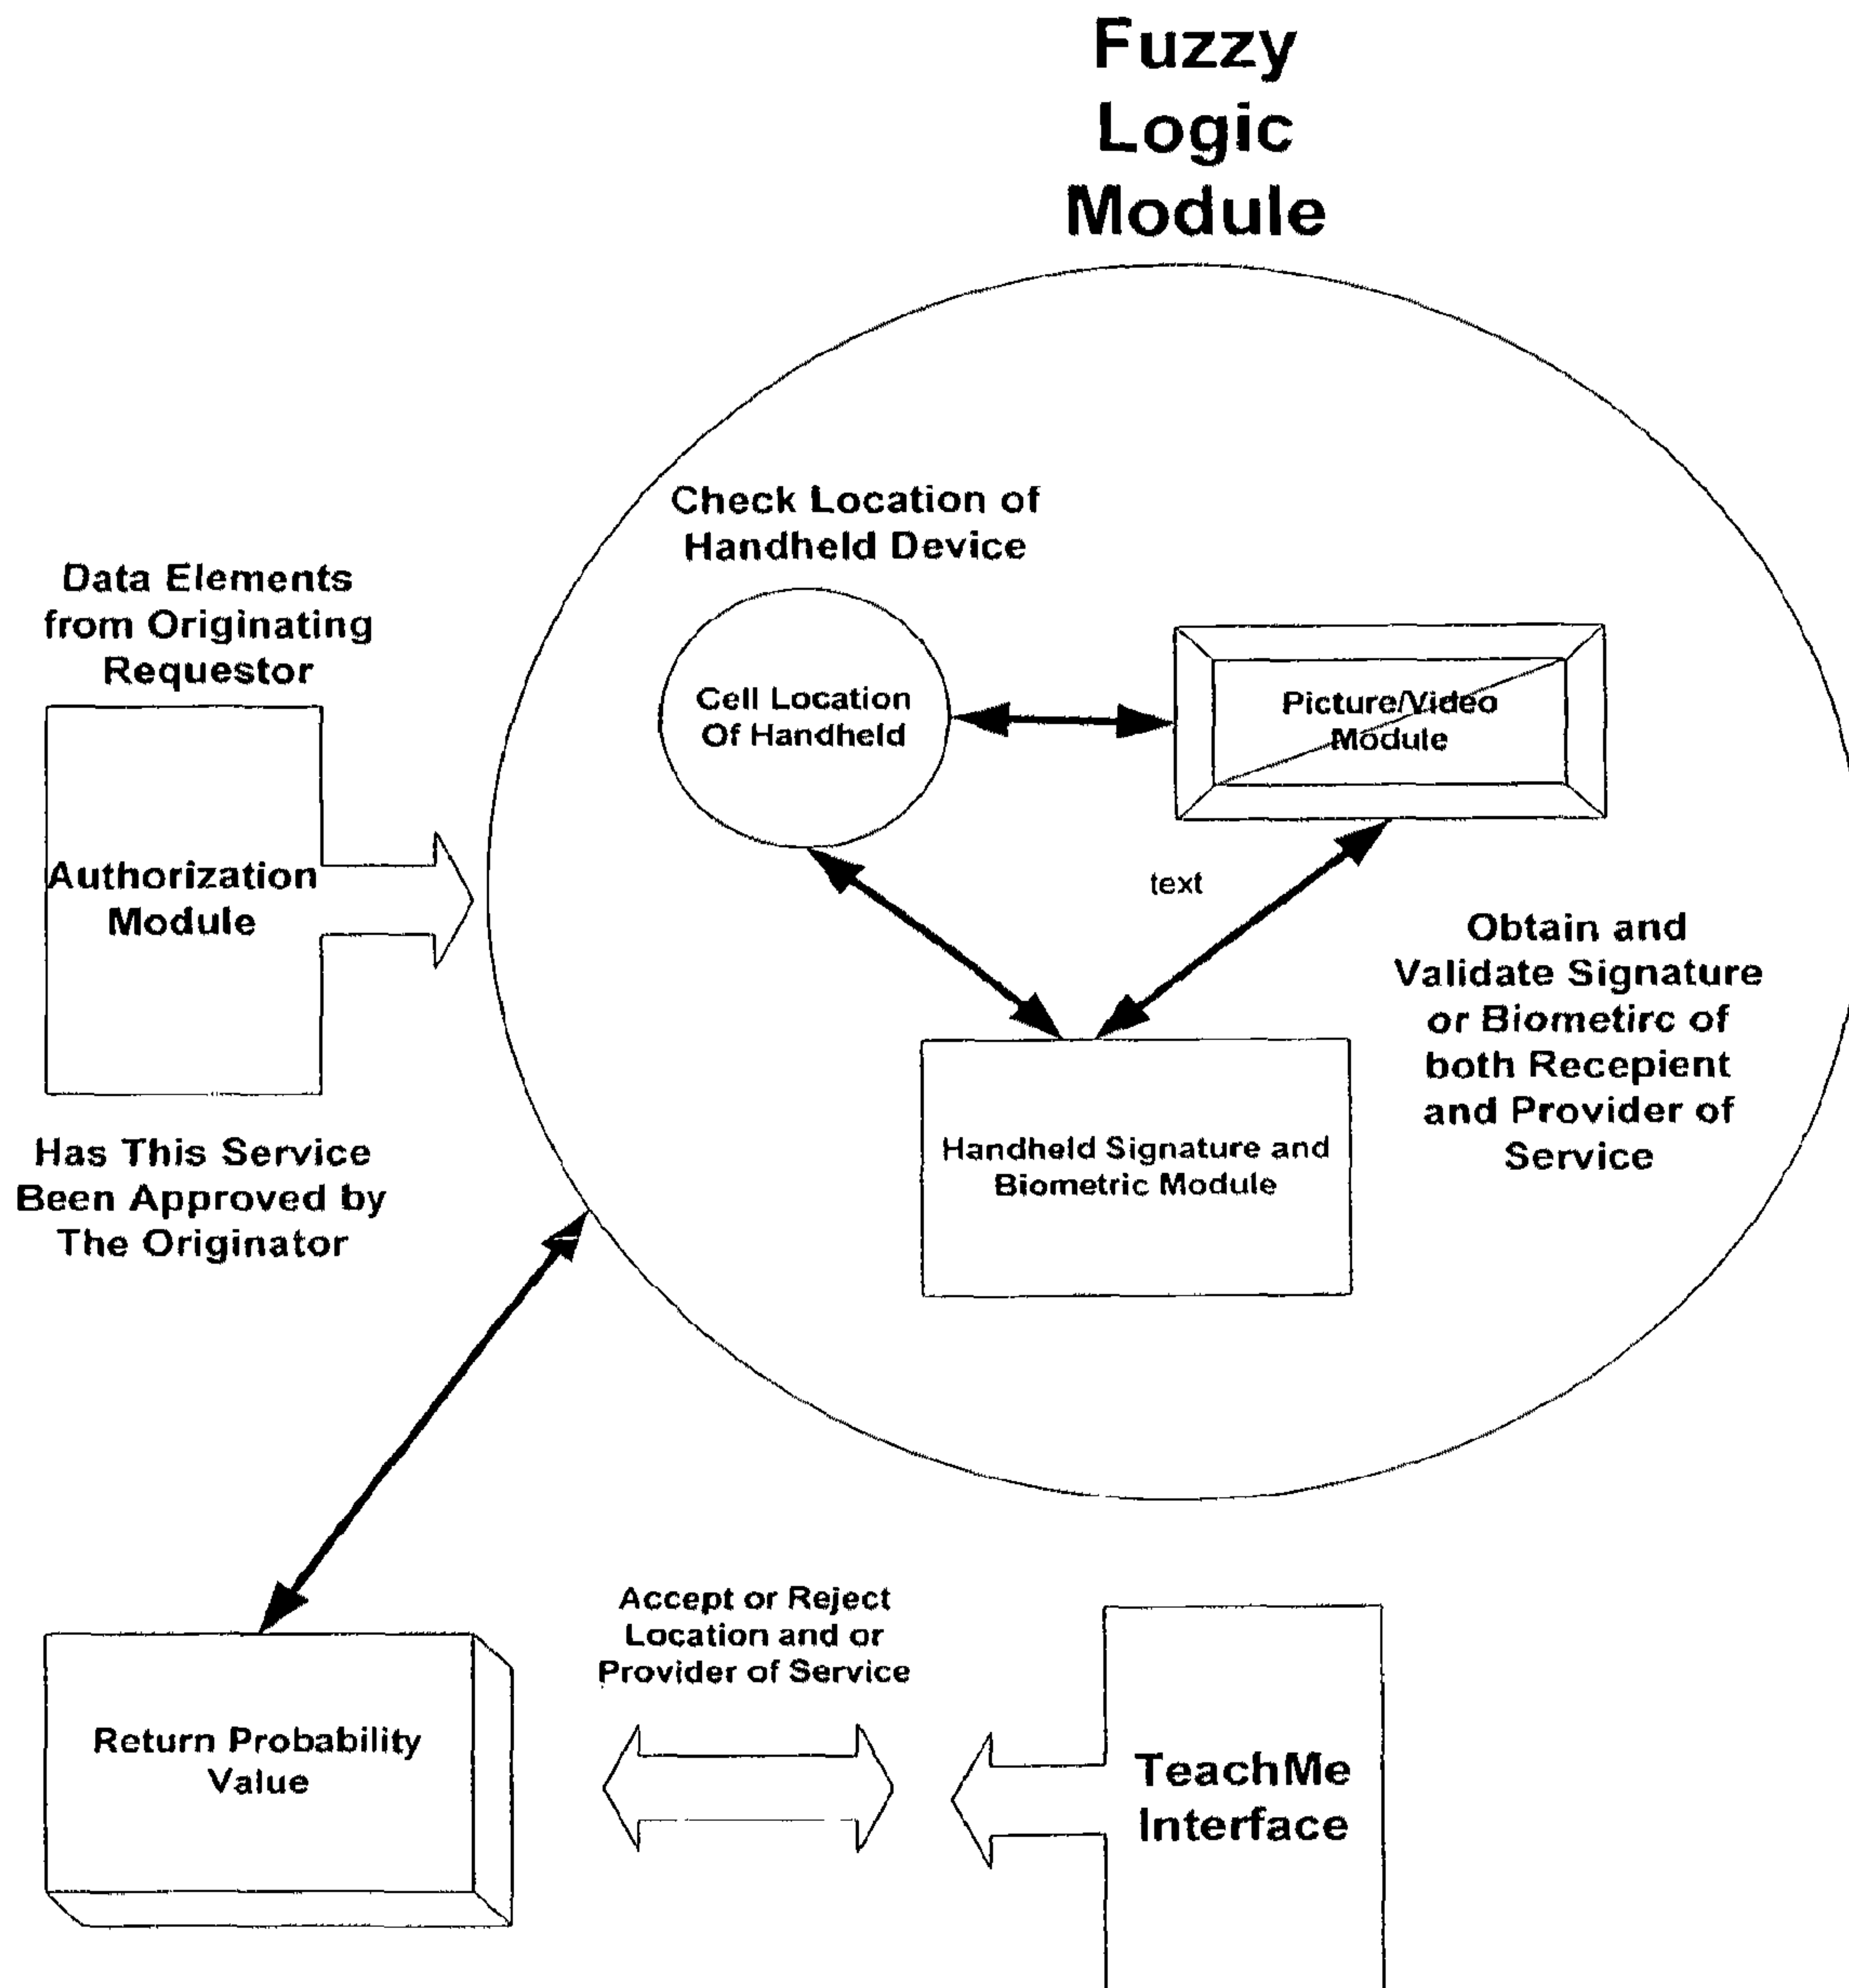 Fuzzy
Logic
Module
Check Location of
Handheld Device
Data Elements
from Originating
Requestor
Cell Location
Of Handheld
Picture/Video
Module
Authorization
Module
text
Obtain and
Validate Signature
or Biometirc of
both Recepient
and Provider of
Service
Handheld Signature and
Biometric Module
Has This Service
Been Approved by
The Originator
Accept or Reject
Location and or
Provider of Service
Return Probability
Value
TeachMe
Interface